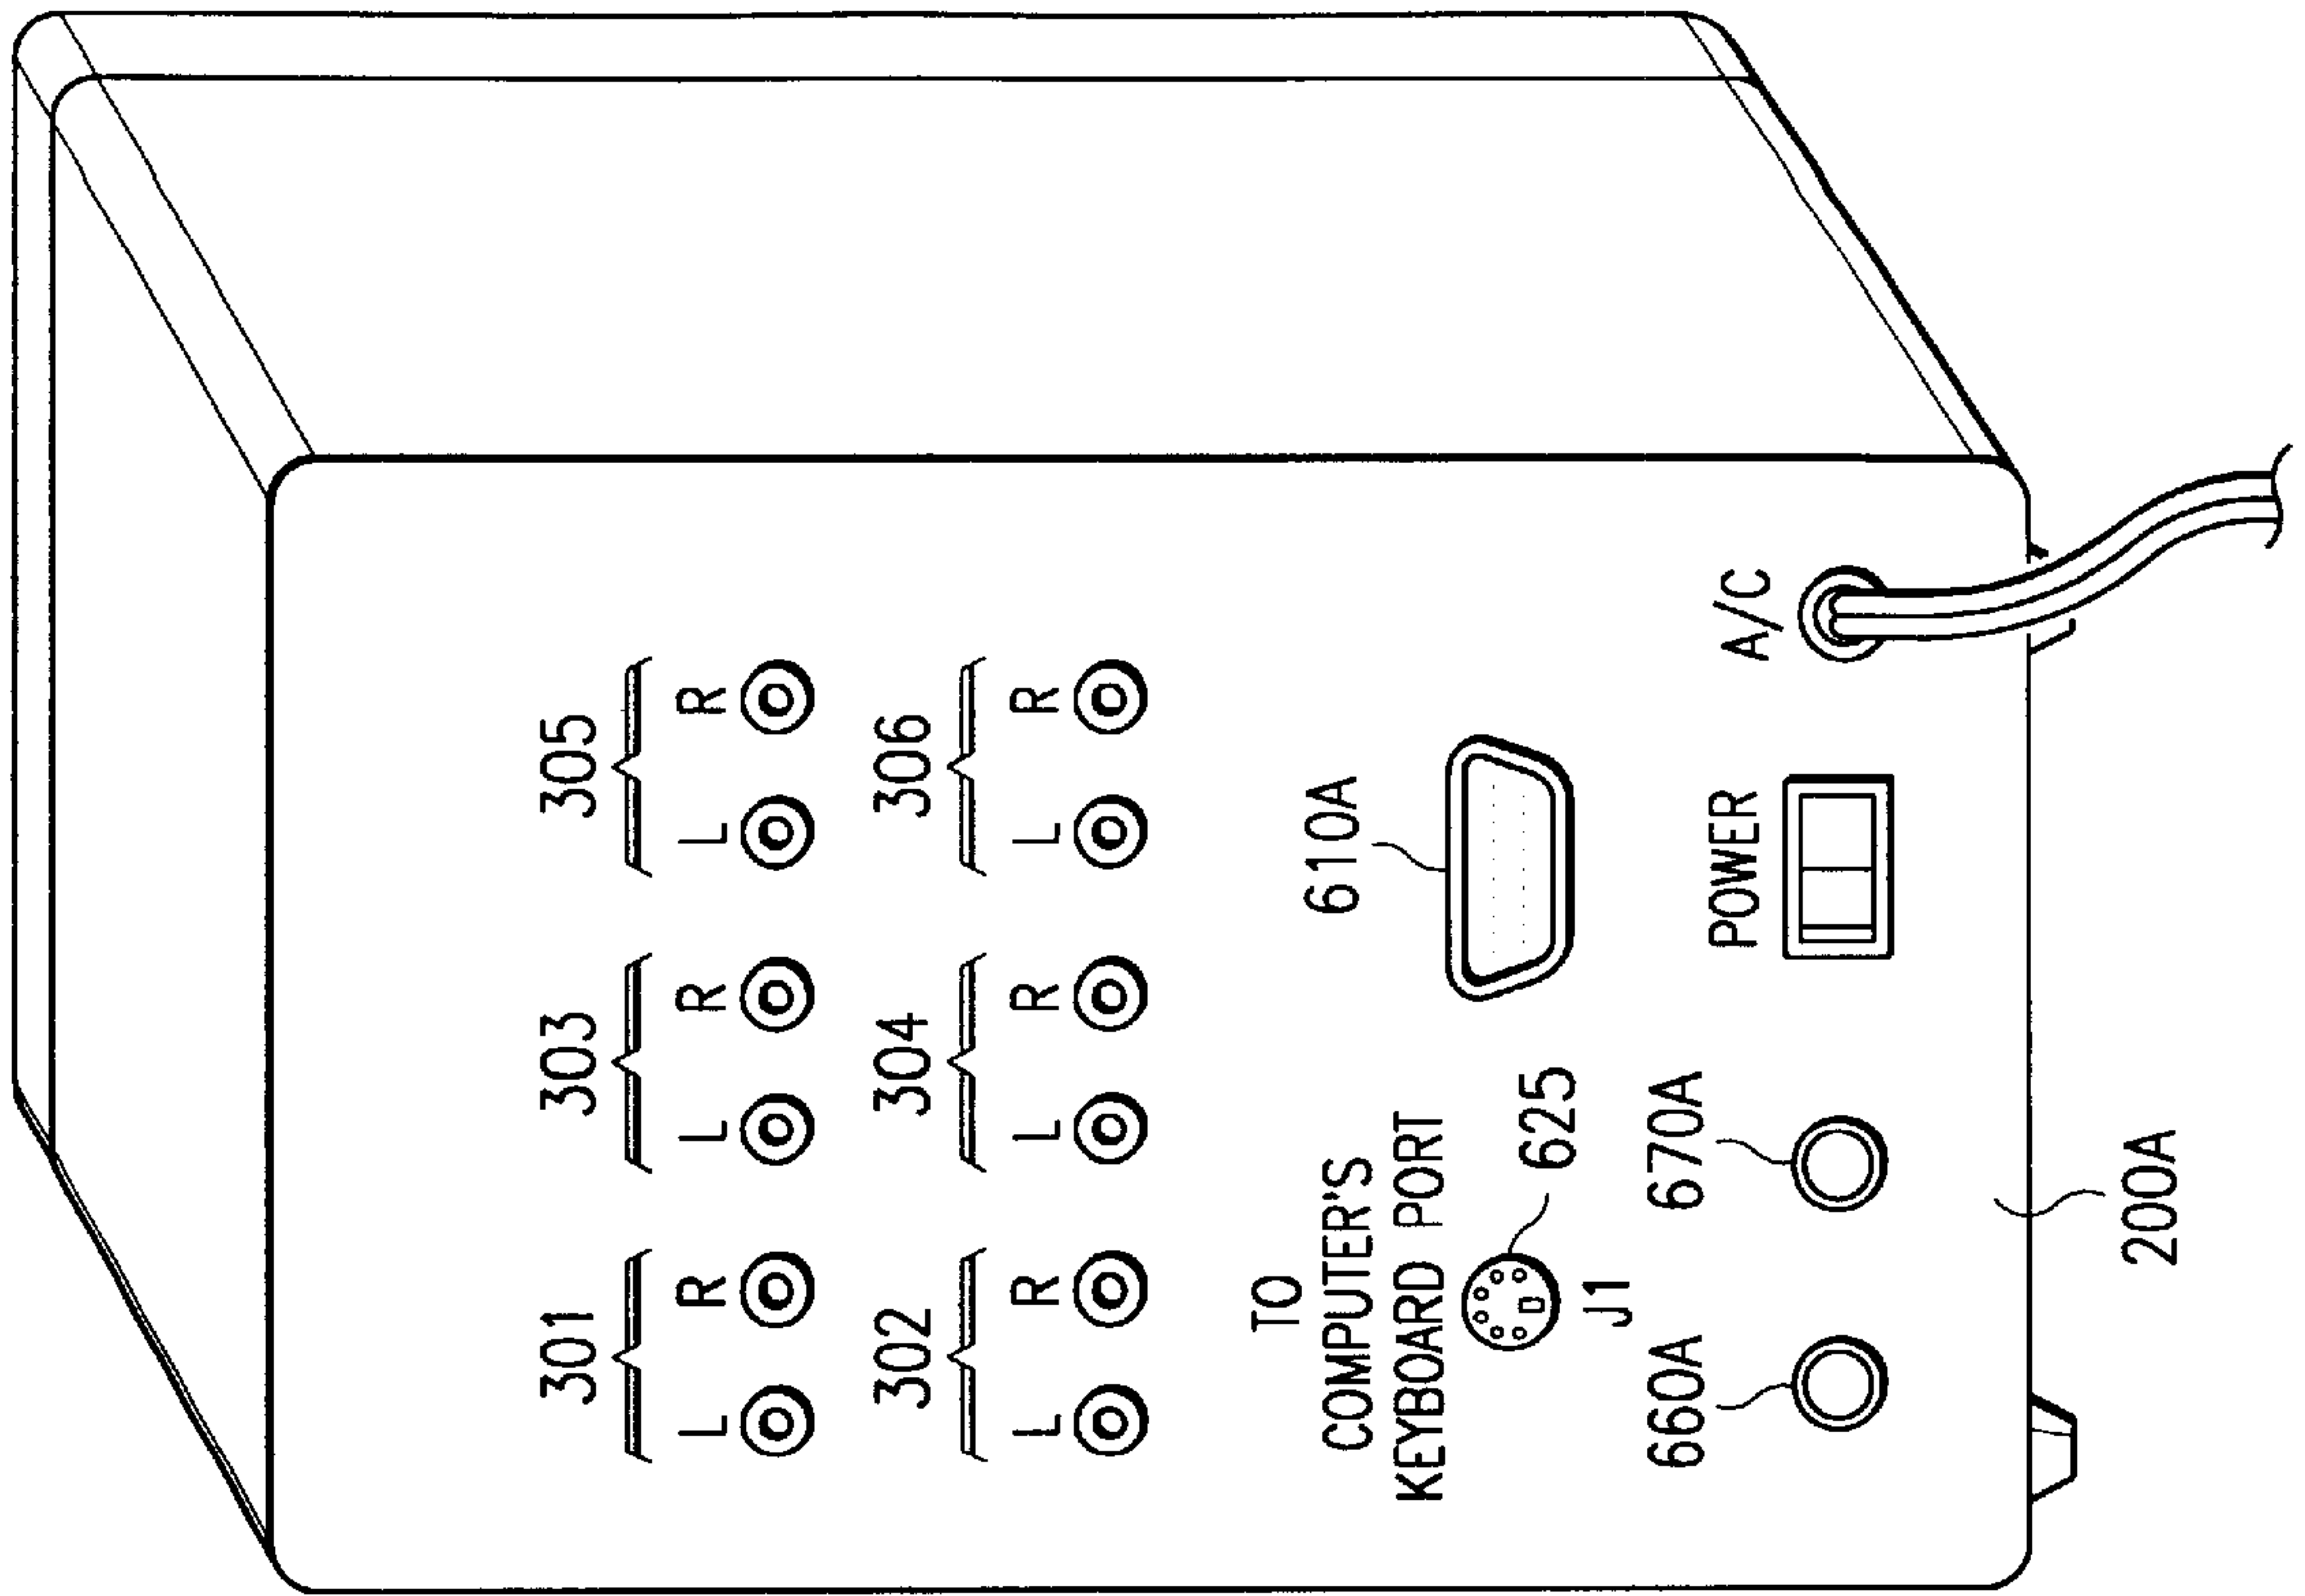 301 303 305
L R L R L R
302 304 306
L R L R L R
TO
COMPUTER'S
KEYBOARD PORT
610A
625
J1
660A 670A POWER A/C
200A